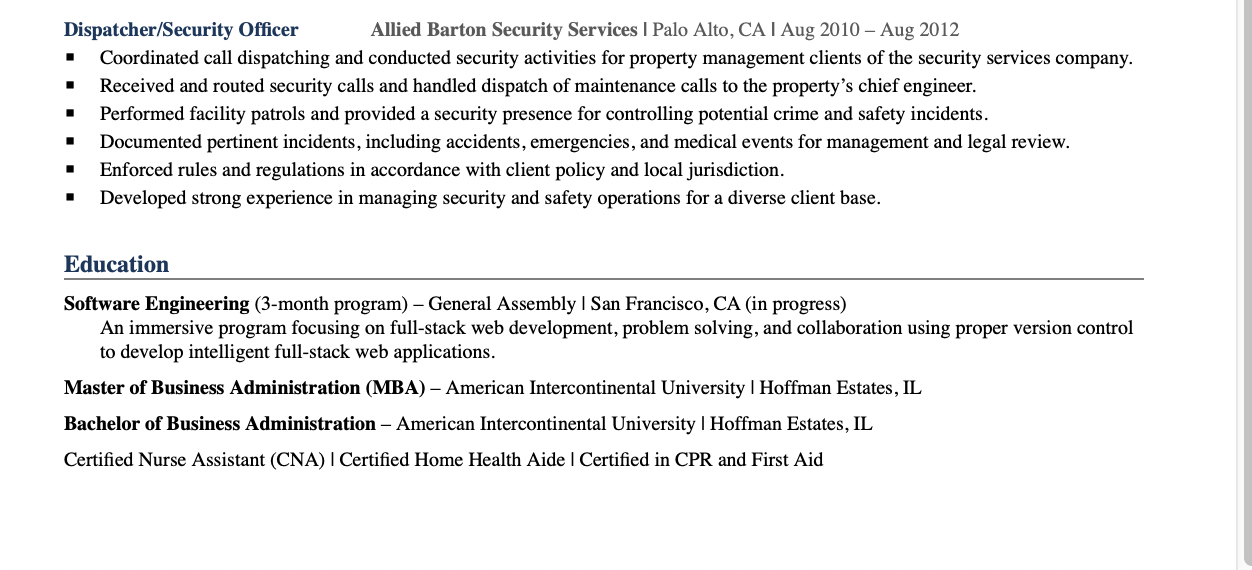 Dispatcher/Security Officer Allied Barton Security Services | Palo Alto, CA | Aug 2010 – Aug 2012
▪ Coordinated call dispatching and conducted security activities for property management clients of the security services company.
▪ Received and routed security calls and handled dispatch of maintenance calls to the property’s chief engineer.
▪ Performed facility patrols and provided a security presence for controlling potential crime and safety incidents.
▪ Documented pertinent incidents, including accidents, emergencies, and medical events for management and legal review.
▪ Enforced rules and regulations in accordance with client policy and local jurisdiction.
▪ Developed strong experience in managing security and safety operations for a diverse client base.
Education
Software Engineering (3-month program) – General Assembly | San Francisco, CA (in progress)
An immersive program focusing on full-stack web development, problem solving, and collaboration using proper version control
to develop intelligent full-stack web applications.
Master of Business Administration (MBA) – American Intercontinental University | Hoffman Estates, IL
Bachelor of Business Administration – American Intercontinental University | Hoffman Estates, IL
Certified Nurse Assistant (CNA) | Certified Home Health Aide | Certified in CPR and First Aid